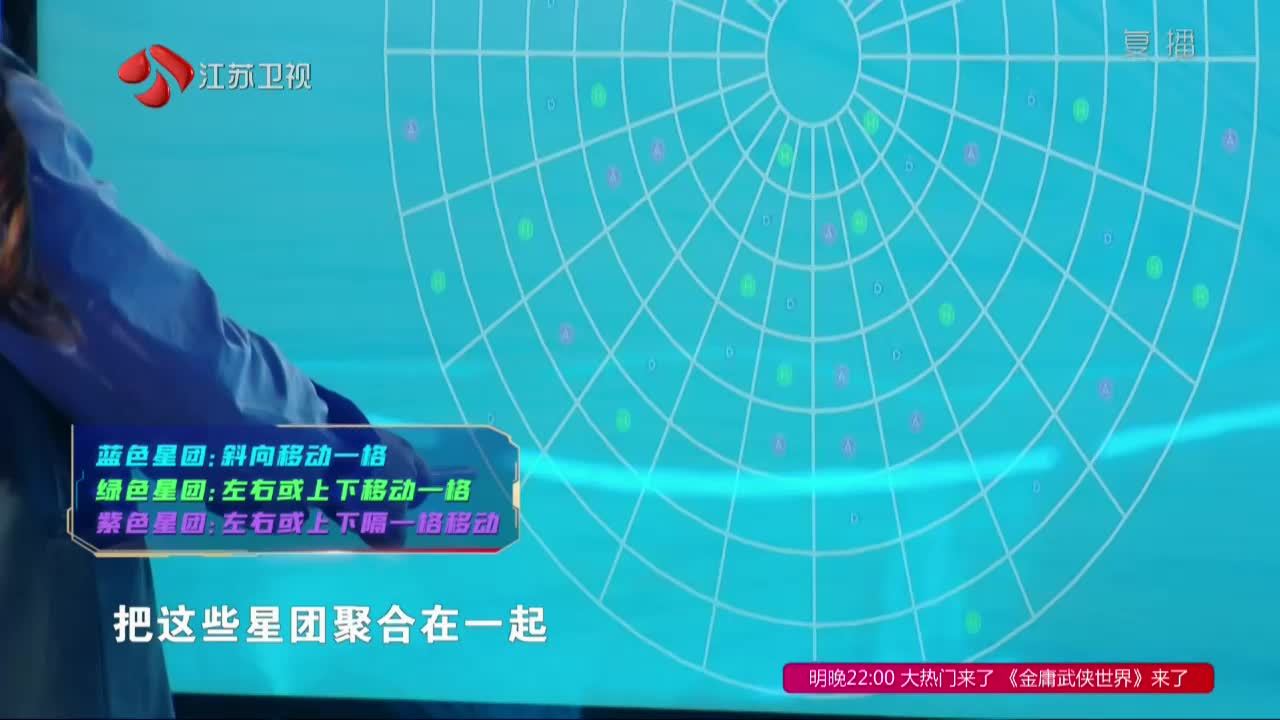 江苏卫视
复播
D
D H D H
A H A
A H A
A D
D A H
H D
H H
H D D H
A
D D D
H A A
H A
D A A
D
D
H
蓝色星团:斜向移动一格
绿色星团:左右或上下移动一格
紫色星团:左右或上下隔一格移动
把这些星团聚合在一起
明晚22:00 大热门来了 《金庸武侠世界》来了